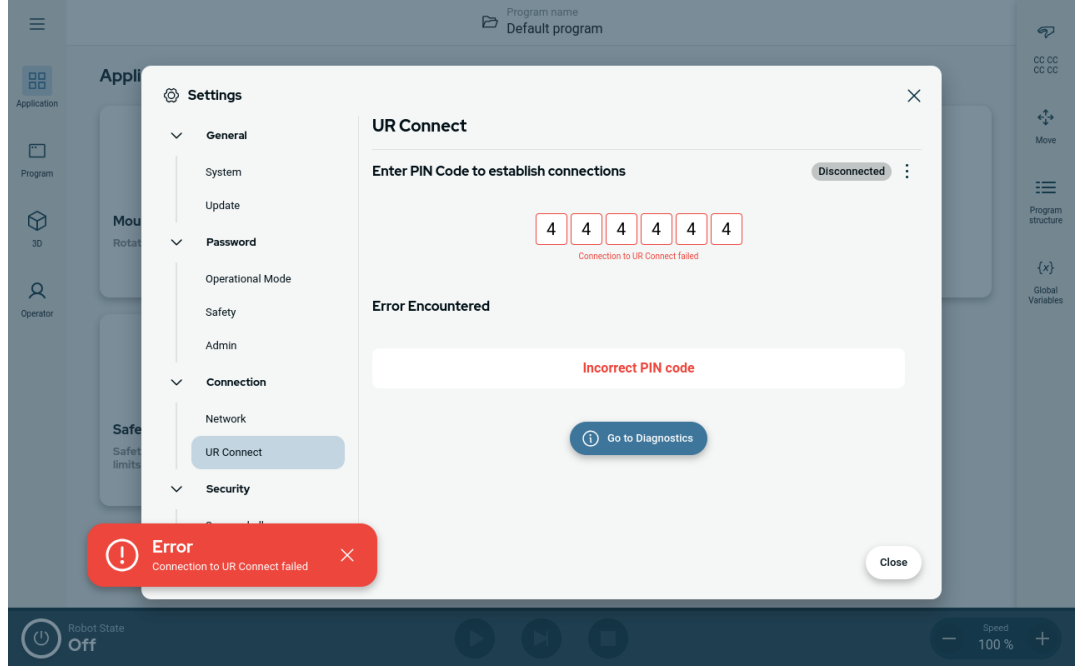 Program name
Default program
Application
Program
3D
Operator
Appli
Mou
Rotat
Safe
Safet
limits
Settings
General
System
Update
Password
Operational Mode
Safety
Admin
Connection
Network
UR Connect
Security
UR Connect
Enter PIN Code to establish connections
Disconnected
4 4 4 4 4 4
Connection to UR Connect failed
Error Encountered
Incorrect PIN code
Go to Diagnostics
Close
Error
Connection to UR Connect failed
CC CC
CC CC
Move
Program
structure
{x}
Global
Variables
Robot State
Off
Speed
100 %